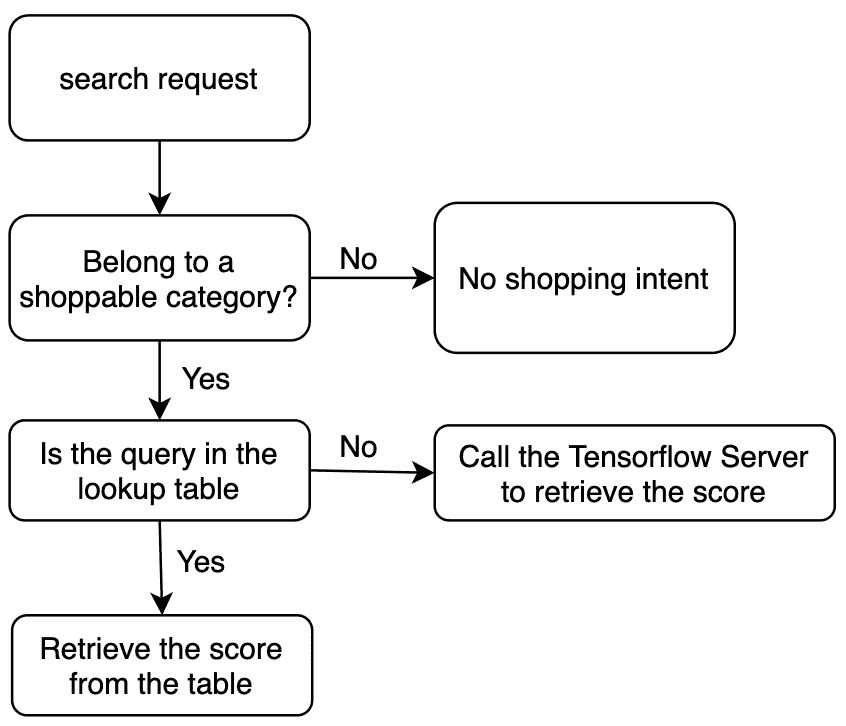 search request
Belong to a
shoppable category?
No
No shopping intent
Yes
Is the query in the
lookup table
No
Call the Tensorflow Server
to retrieve the score
Yes
Retrieve the score
from the table